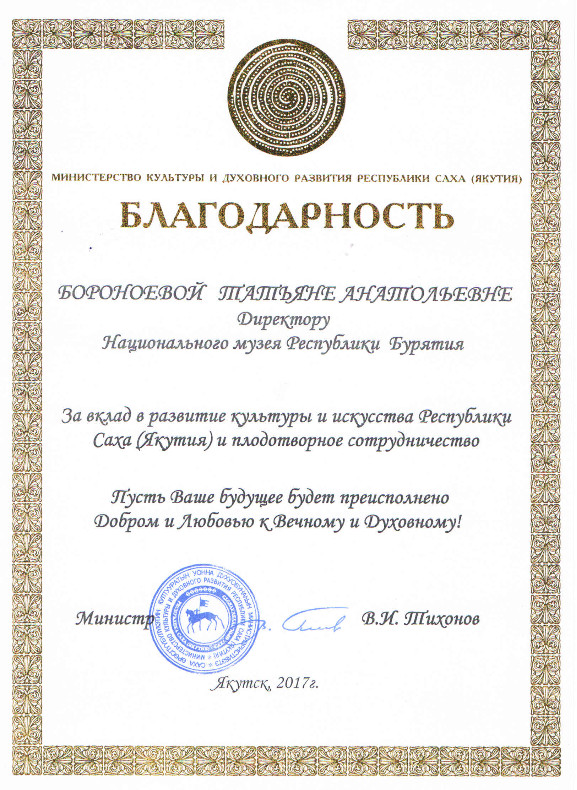 МИНИСТЕРСТВО КУЛЬТУРЫ И ДУХОВНОГО РАЗВИТИЯ РЕСПУБЛИКИ САХА (ЯКУТИЯ)
БЛАГОДАРНОСТЬ
БОРОНОЕВОЙ ТАТЬЯНЕ АНАТОЛЬЕВНЕ
Директору
Национального музея Республики Бурятия
За вклад в развитие культуры и искусства Республики
Саха (Якутия) и плодотворное сотрудничество
Пусть Ваше будущее будет преисполнено
Добром и Любовью к Вечному и Духовному!
Министр В.И. Тихонов
Якутск, 2017г.